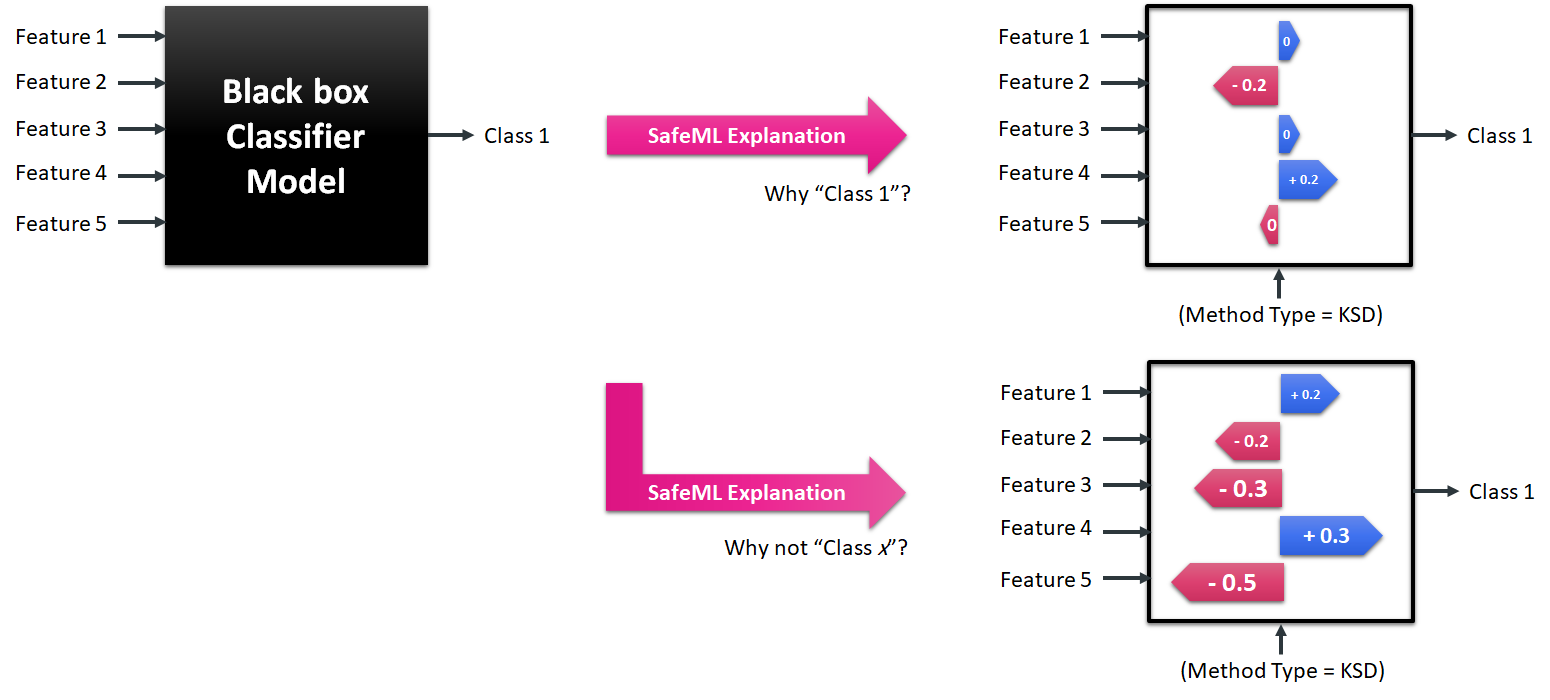 Feature 1
Feature 2
Feature 3
Feature 4
Feature 5
Black box
Classifier
Model
Class 1
SafeML Explanation
Why “Class 1”?
Feature 1
Feature 2
Feature 3
Feature 4
Feature 5
0
- 0.2
0
+ 0.2
0
Class 1
(Method Type = KSD)
SafeML Explanation
Why not “Class x”?
Feature 1
Feature 2
Feature 3
Feature 4
Feature 5
+ 0.2
- 0.2
- 0.3
+ 0.3
- 0.5
Class 1
(Method Type = KSD)